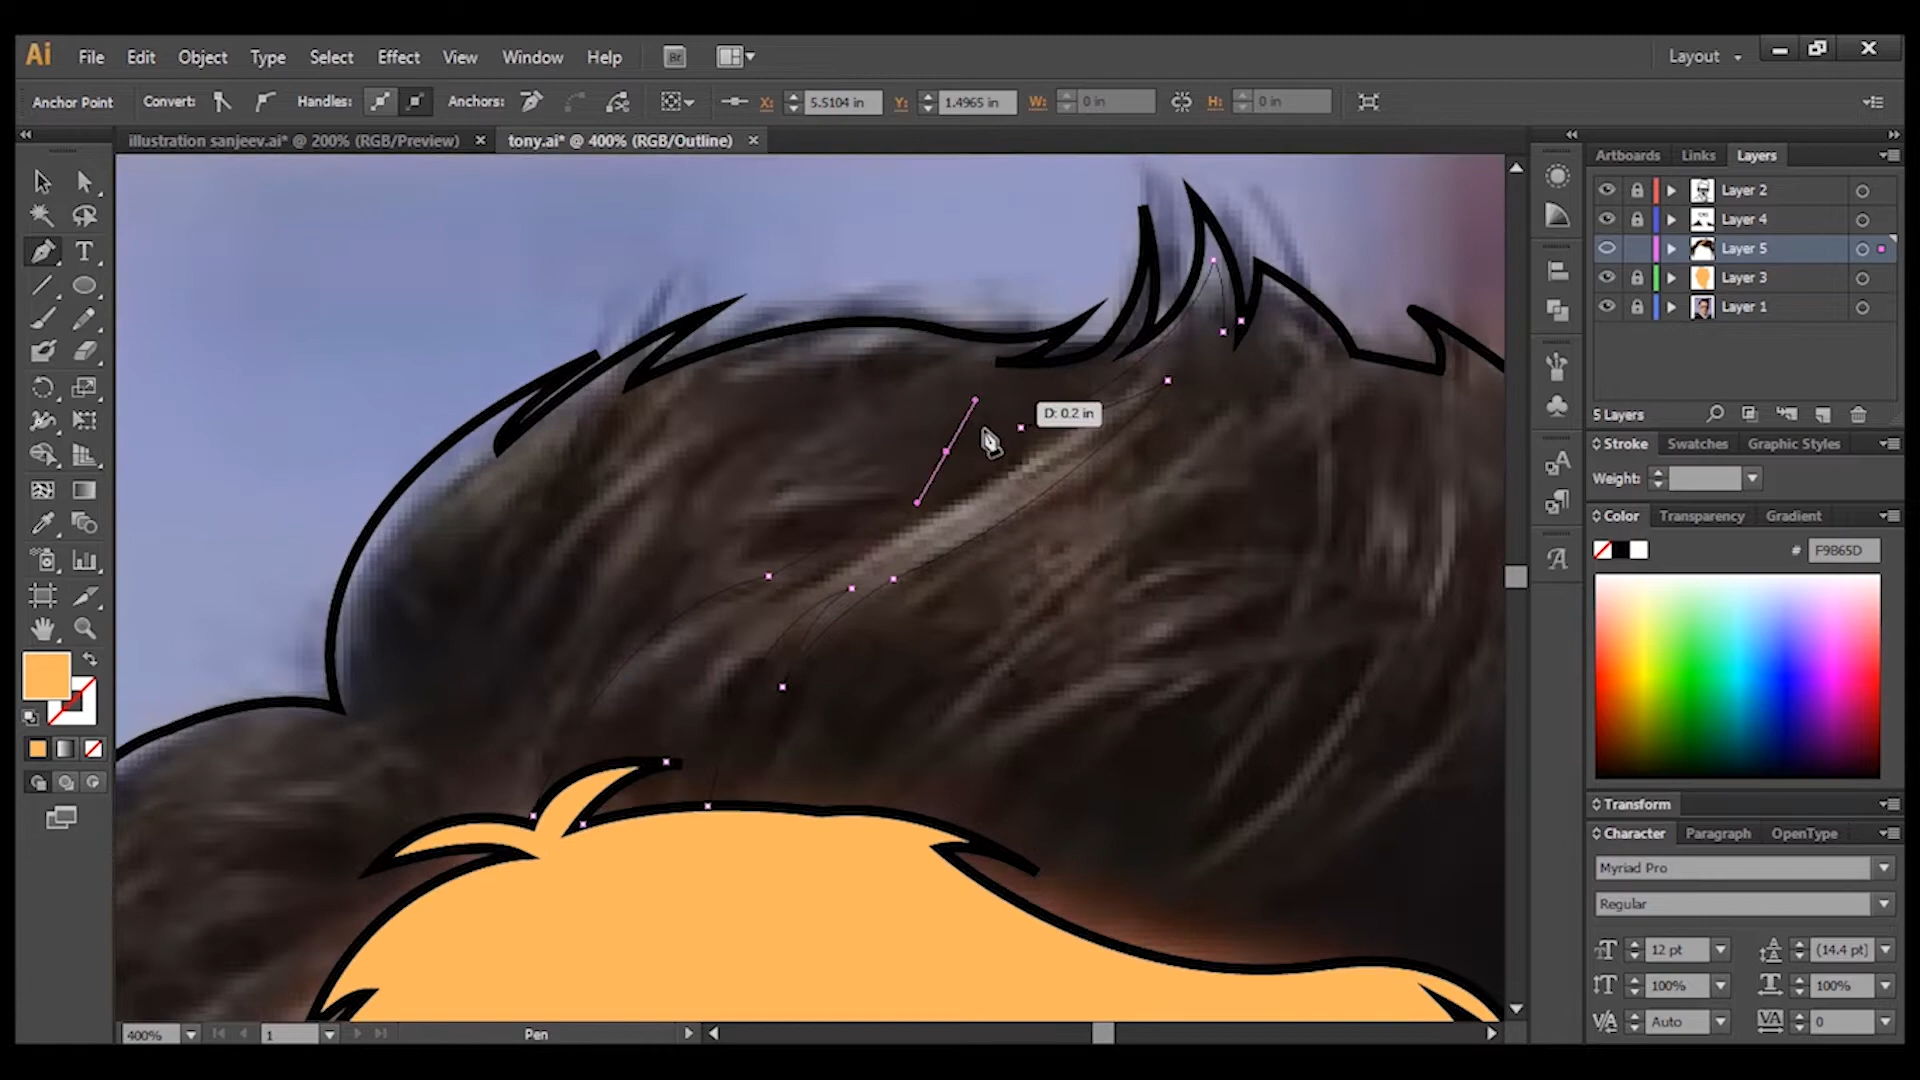 Ai File Edit Object Type Select Effect View Window Help Br Layout
Anchor Point Convert: Handles: Anchors: X: 5.5104 in Y: 1.4965 in W: 0 in H: 0 in
illustration sanjeev.ai* @ 200% (RGB/Preview) tony.ai* @ 400% (RGB/Outline)
Artboards Links Layers
Layer 2
Layer 4
Layer 5
Layer 3
Layer 1
D: 0.2 in
5 Layers
Stroke Swatches Graphic Styles
Weight:
Color Transparency Gradient
# F9B65D
Transform
Character Paragraph OpenType
Myriad Pro
Regular
12 pt (14.4 pt)
100% 100%
Auto 0
400% 1 Pen